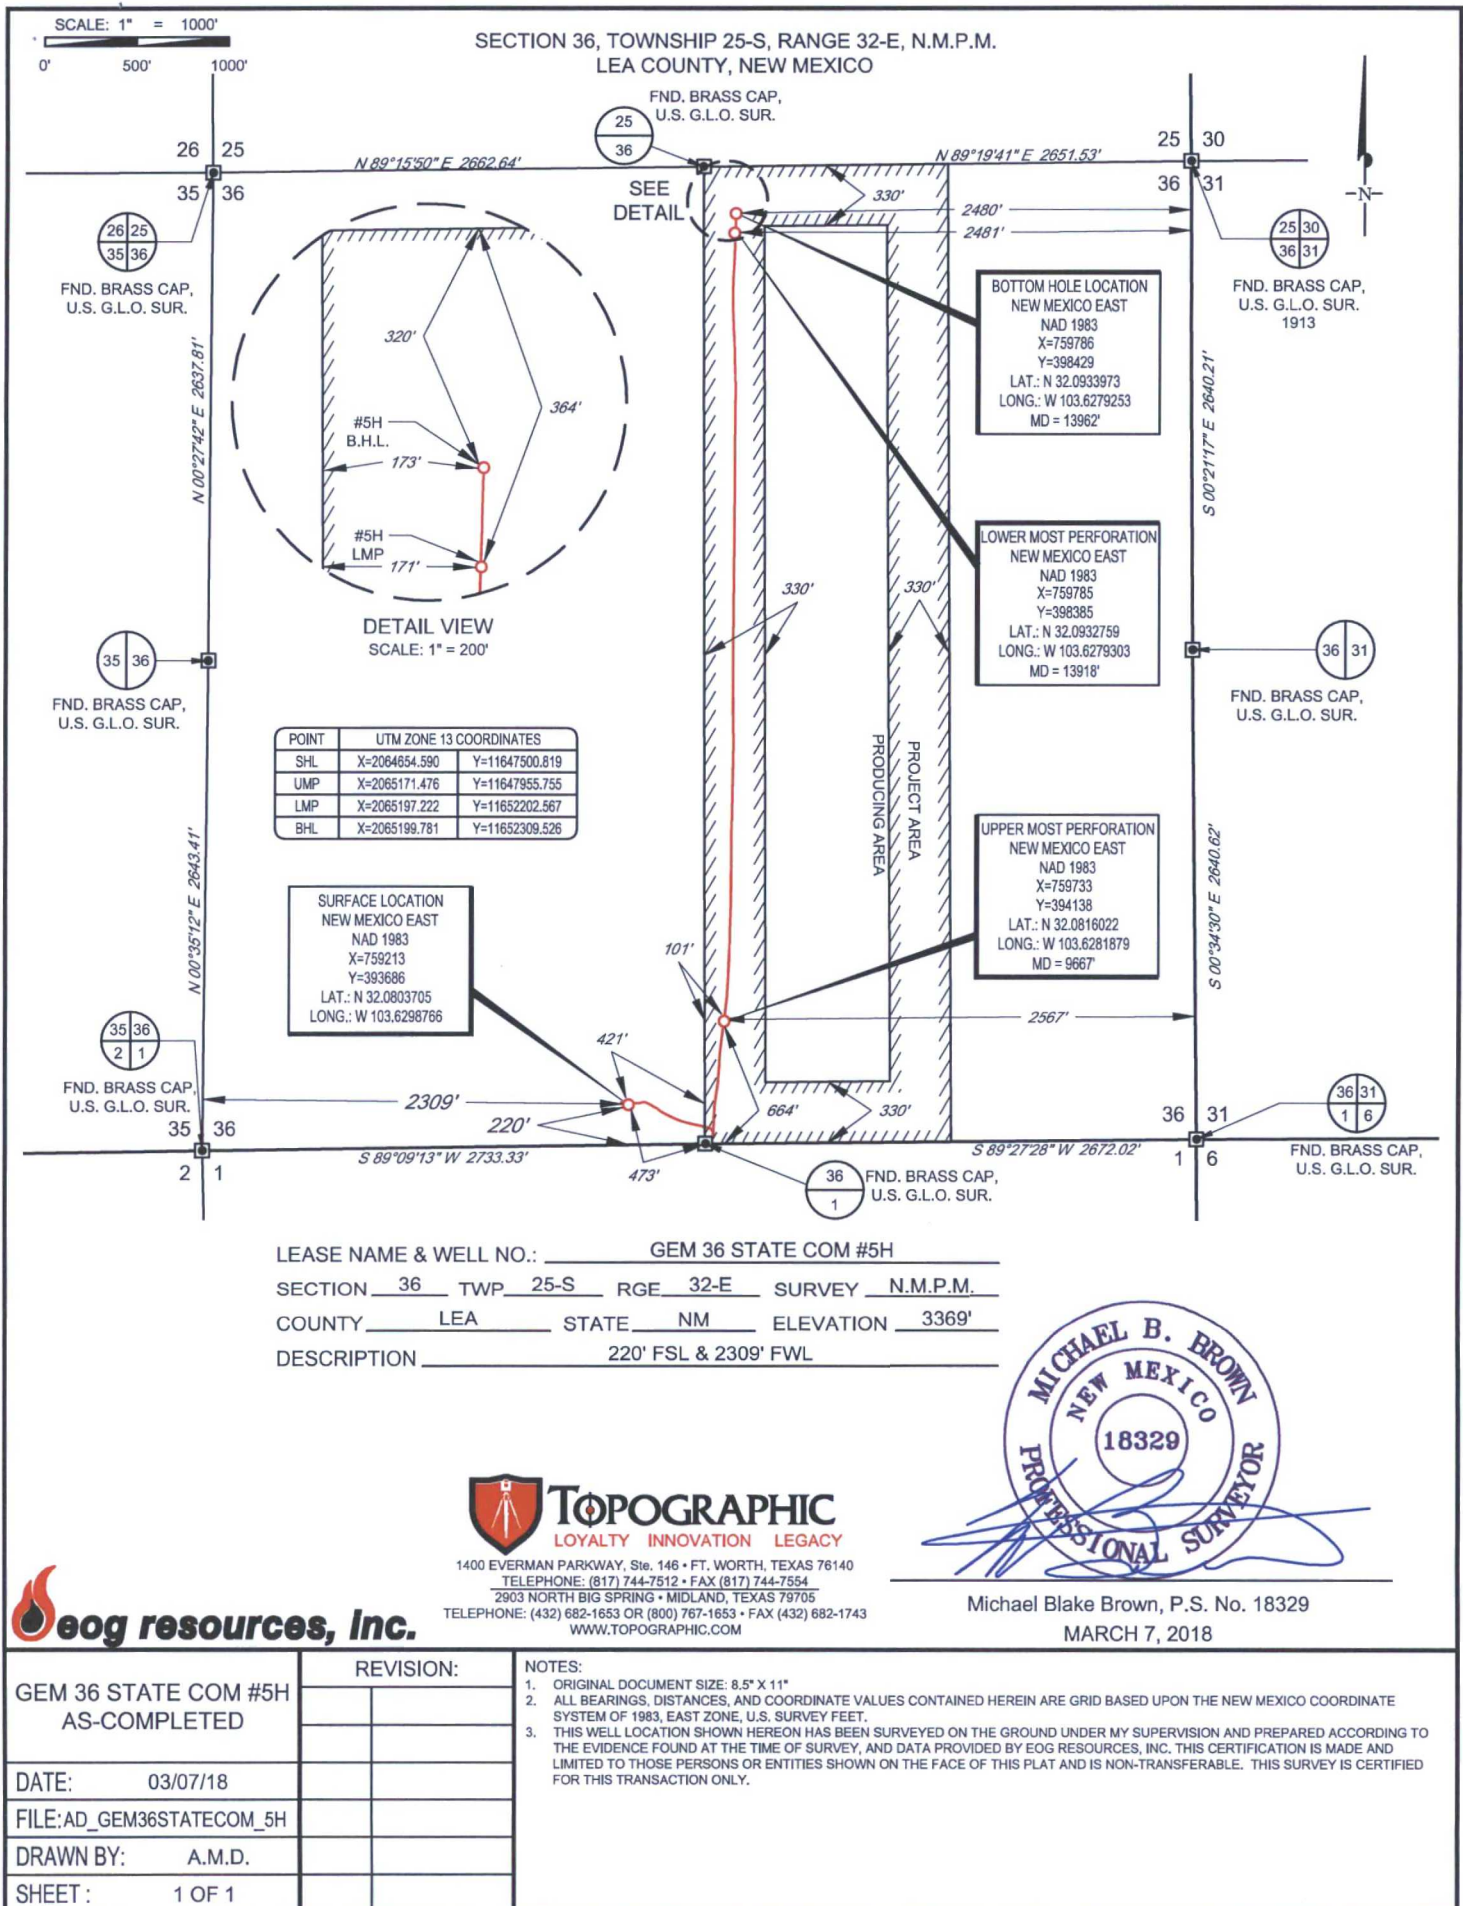 SCALE: 1" = 1000'
0' 500' 1000'
SECTION 36, TOWNSHIP 25-S, RANGE 32-E, N.M.P.M.
LEA COUNTY, NEW MEXICO
FND. BRASS CAP,
U.S. G.L.O. SUR.
25
36
26 25
35 36
N 89°15'50" E 2662.64'
N 89°19'41" E 2651.53'
25 30
36 31
N
SEE
DETAIL
330'
2480'
2481'
26 25
35 36
FND. BRASS CAP,
U.S. G.L.O. SUR.
25 30
36 31
FND. BRASS CAP,
U.S. G.L.O. SUR.
1913
N 00°27'42" E 2637.81'
S 00°21'17" E 2640.21'
320'
364'
#5H
B.H.L.
173'
#5H
LMP
171'
DETAIL VIEW
SCALE: 1" = 200'
BOTTOM HOLE LOCATION
NEW MEXICO EAST
NAD 1983
X=759786
Y=398429
LAT.: N 32.0933973
LONG.: W 103.6279253
MD = 13962'
LOWER MOST PERFORATION
NEW MEXICO EAST
NAD 1983
X=759785
Y=398385
LAT.: N 32.0932759
LONG.: W 103.6279303
MD = 13918'
330'
330'
35 36
FND. BRASS CAP,
U.S. G.L.O. SUR.
36 31
FND. BRASS CAP,
U.S. G.L.O. SUR.
POINT UTM ZONE 13 COORDINATES
SHL X=2064654.590 Y=11647500.819
UMP X=2065171.476 Y=11647955.755
LMP X=2065197.222 Y=11652202.567
BHL X=2065199.781 Y=11652309.526
PRODUCING AREA
PROJECT AREA
UPPER MOST PERFORATION
NEW MEXICO EAST
NAD 1983
X=759733
Y=394138
LAT.: N 32.0816022
LONG.: W 103.6281879
MD = 9667'
N 00°35'12" E 2643.41'
S 00°34'30" E 2640.62'
SURFACE LOCATION
NEW MEXICO EAST
NAD 1983
X=759213
Y=393686
LAT.: N 32.0803705
LONG.: W 103.6298766
101'
2567'
35 36
2 1
FND. BRASS CAP,
U.S. G.L.O. SUR.
421'
2309'
220'
664'
330'
36 31
1 6
FND. BRASS CAP,
U.S. G.L.O. SUR.
35 36
2 1
36 31
1 6
S 89°09'13" W 2733.33'
473'
S 89°27'28" W 2672.02'
36
1
FND. BRASS CAP,
U.S. G.L.O. SUR.
LEASE NAME & WELL NO.: GEM 36 STATE COM #5H
SECTION 36 TWP 25-S RGE 32-E SURVEY N.M.P.M.
COUNTY LEA STATE NM ELEVATION 3369'
DESCRIPTION 220' FSL & 2309' FWL
MICHAEL B. BROWN
NEW MEXICO
18329
PROFESSIONAL SURVEYOR
TOPOGRAPHIC
LOYALTY INNOVATION LEGACY
1400 EVERMAN PARKWAY, Ste. 146 • FT. WORTH, TEXAS 76140
TELEPHONE: (817) 744-7512 • FAX (817) 744-7554
2903 NORTH BIG SPRING • MIDLAND, TEXAS 79705
TELEPHONE: (432) 682-1653 OR (800) 767-1653 • FAX (432) 682-1743
WWW.TOPOGRAPHIC.COM
Michael Blake Brown, P.S. No. 18329
MARCH 7, 2018
eog resources, inc.
GEM 36 STATE COM #5H
AS-COMPLETED
REVISION:
DATE: 03/07/18
FILE:AD_GEM36STATECOM_5H
DRAWN BY: A.M.D.
SHEET : 1 OF 1
NOTES:
1. ORIGINAL DOCUMENT SIZE: 8.5" X 11"
2. ALL BEARINGS, DISTANCES, AND COORDINATE VALUES CONTAINED HEREIN ARE GRID BASED UPON THE NEW MEXICO COORDINATE
SYSTEM OF 1983, EAST ZONE, U.S. SURVEY FEET.
3. THIS WELL LOCATION SHOWN HEREON HAS BEEN SURVEYED ON THE GROUND UNDER MY SUPERVISION AND PREPARED ACCORDING TO
THE EVIDENCE FOUND AT THE TIME OF SURVEY, AND DATA PROVIDED BY EOG RESOURCES, INC. THIS CERTIFICATION IS MADE AND
LIMITED TO THOSE PERSONS OR ENTITIES SHOWN ON THE FACE OF THIS PLAT AND IS NON-TRANSFERABLE. THIS SURVEY IS CERTIFIED
FOR THIS TRANSACTION ONLY.